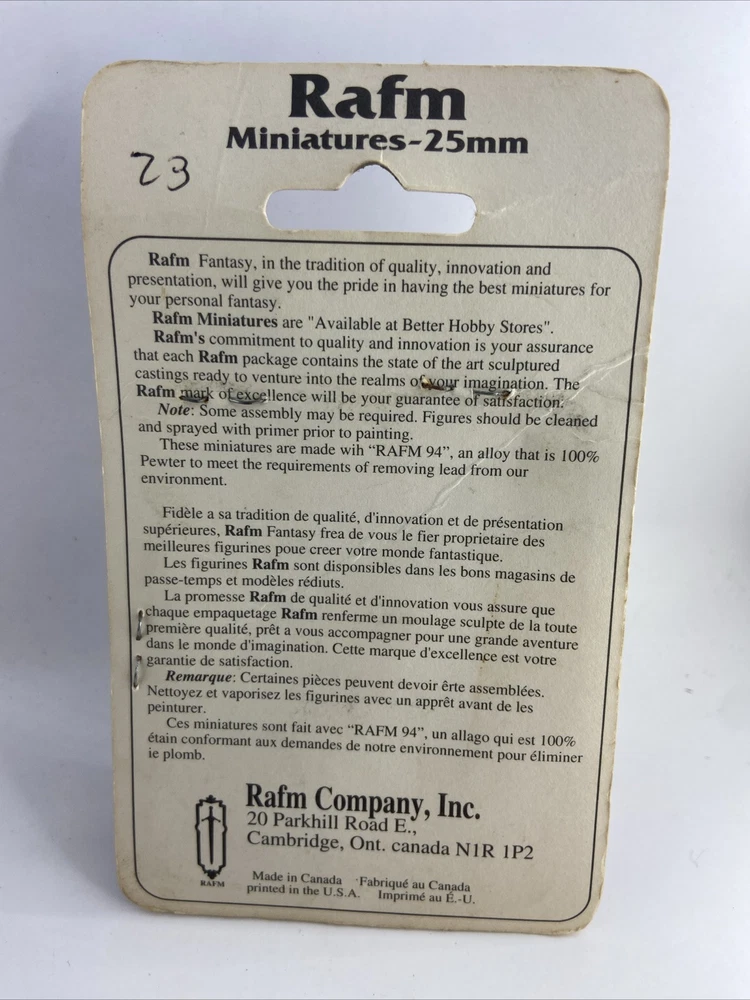 Rafm
Miniatures-25mm
23
Rafm Fantasy, in the tradition of quality, innovation and
presentation, will give you the pride in having the best miniatures for
your personal fantasy.
Rafm Miniatures are "Available at Better Hobby Stores".
Rafm's commitment to quality and innovation is your assurance
that each Rafm package contains the state of the art sculptured
castings ready to venture into the realms of your imagination. The
Rafm mark of excellence will be your guarantee of satisfaction.
Note: Some assembly may be required. Figures should be cleaned
and sprayed with primer prior to painting.
These miniatures are made wih “RAFM 94”, an alloy that is 100%
Pewter to meet the requirements of removing lead from our
environment.
Fidèle a sa tradition de qualité, d'innovation et de présentation
supérieures, Rafm Fantasy frea de vous le fier proprietaire des
meilleures figurines poue creer votre monde fantastique.
Les figurines Rafm sont disponsibles dans les bons magasins de
passe-temps et modèles rédiuts.
La promesse Rafm de qualité et d'innovation vous assure que
chaque empaquetage Rafm renferme un moulage sculpte de la toute
première qualité, prêt a vous accompagner pour une grande aventure
dans le monde d'imagination. Cette marque d'excellence est votre
garantie de satisfaction.
Remarque: Certaines pièces peuvent devoir êrte assemblées.
Nettoyez et vaporisez les figurines avec un apprêt avant de les
peinturer.
Ces miniatures sont fait avec “RAFM 94”, un allago qui est 100%
étain conformant aux demandes de notre environnement pour éliminer
ie plomb.
Rafm Company, Inc.
20 Parkhill Road E.,
Cambridge, Ont. canada N1R 1P2
RAFM
Made in Canada Fabriqué au Canada
printed in the U.S.A. Imprimé au É.-U.